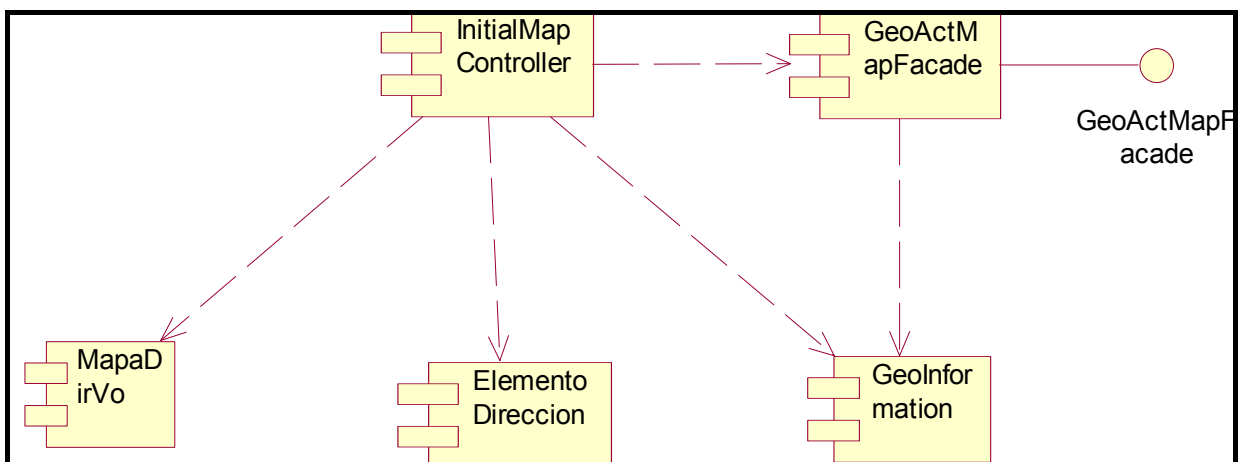 InitialMap
Controller
GeoActM
apFacade
GeoActMapF
acade
MapaD
irVo
Elemento
Direccion
GeoInfor
mation